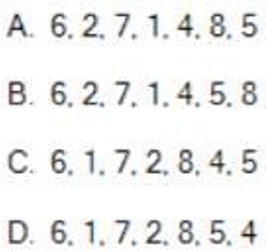 A. 6. 2. 7. 1. 4. 8. 5
B. 6. 2. 7. 1. 4. 5. 8
C. 6. 1. 7. 2. 8. 4. 5
D. 6. 1. 7. 2. 8. 5. 4